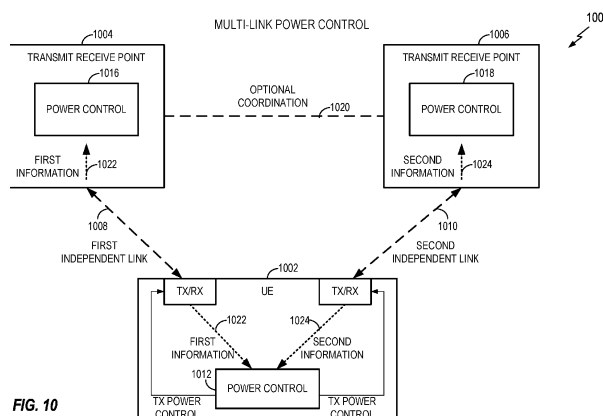 MULTI-LINK POWER CONTROL
100
1004
TRANSMIT RECEIVE POINT
1016
POWER CONTROL
1022
FIRST
INFORMATION
1006
TRANSMIT RECEIVE POINT
1018
POWER CONTROL
1024
SECOND
INFORMATION
OPTIONAL
COORDINATION
1020
1008
FIRST
INDEPENDENT LINK
1010
SECOND
INDEPENDENT LINK
1002
TX/RX
UE
TX/RX
1022
FIRST
INFORMATION
1024
SECOND
INFORMATION
1012
POWER CONTROL
TX POWER
CONTROL
TX POWER
CONTROL
FIG. 10